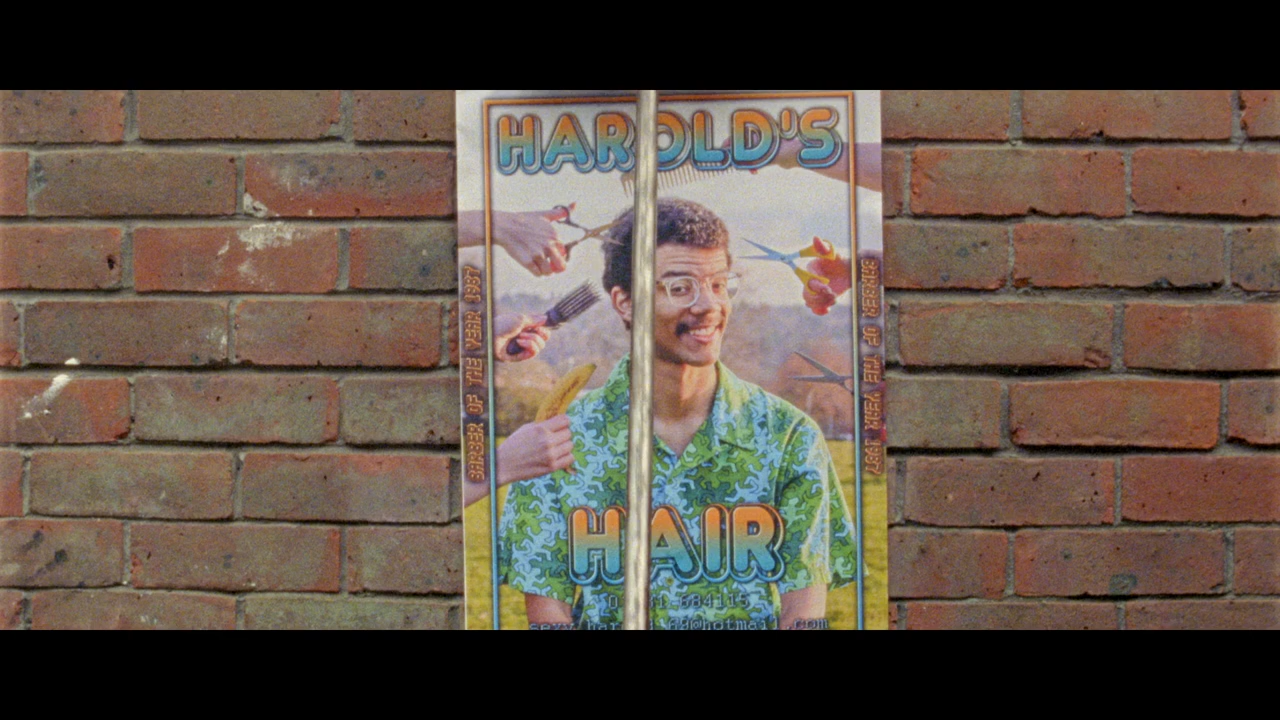 HAROLD'S
BARBER OF THE YEAR 1987
BARBER OF THE YEAR 1987
HAIR